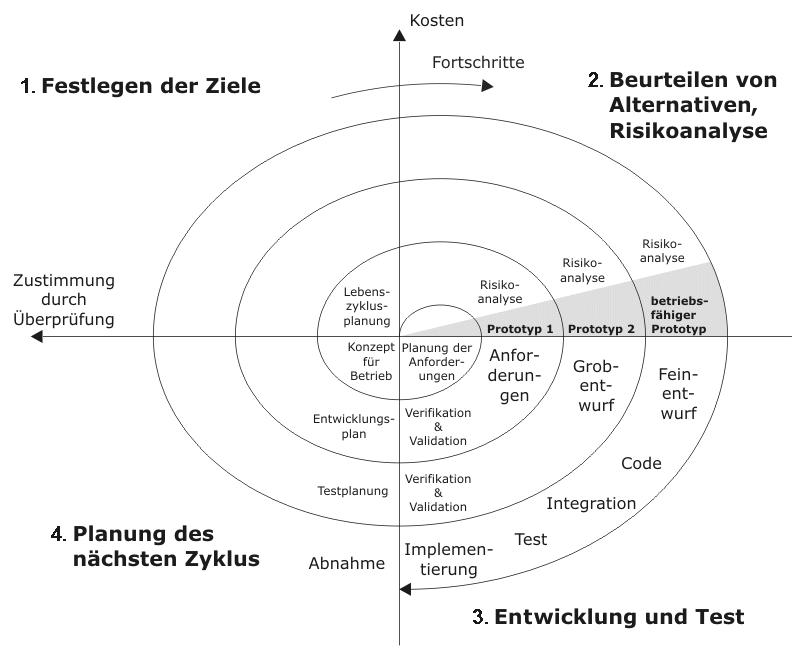 Kosten
Fortschritte
1. Festlegen der Ziele
2. Beurteilen von
Alternativen,
Risikoanalyse
Zustimmung
durch
Überprüfung)
Lebens-
zyklus-
planung
Risiko-
analyse
Risiko-
analyse
Risiko-
analyse
Prototyp 1
Prototyp 2
betriebs-
fähiger
Prototyp
Konzept
für
Betrieb
Planung der
Anforder-
ungen
Anfor-
derun-
gen
Grob-
ent-
wurf
Fein-
ent-
wurf
Entwicklungs-
plan
Verifikation
&
Validation
Code
Testplanung
Verifikation
&
Validation
Integration
Test
4. Planung des
nächsten Zyklus
Abnahme
Implemen-
tierung
3. Entwicklung und Test